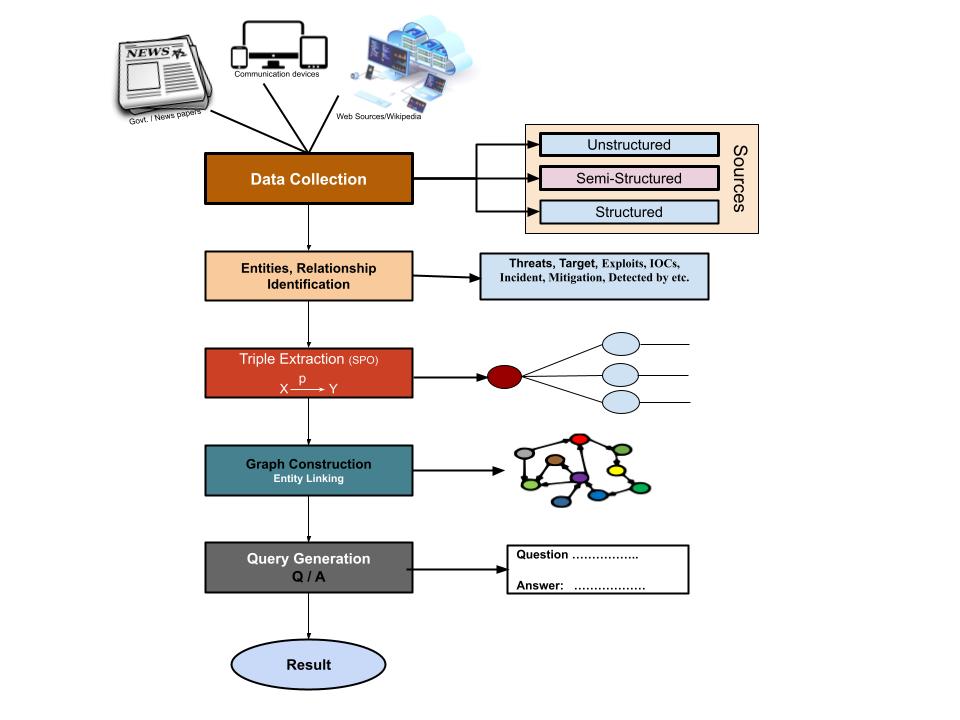 NEWS
Communication devices
Govt. / News papers
Web Sources/Wikipedia
Data Collection
Unstructured
Semi-Structured
Structured
Sources
Entities, Relationship
Identification
Threats, Target, Exploits, IOCs,
Incident, Mitigation, Detected by etc.
Triple Extraction (SPO)
p
X Y
Graph Construction
Entity Linking
Query Generation
Q / A
Question ……………..
Answer: ………………
Result